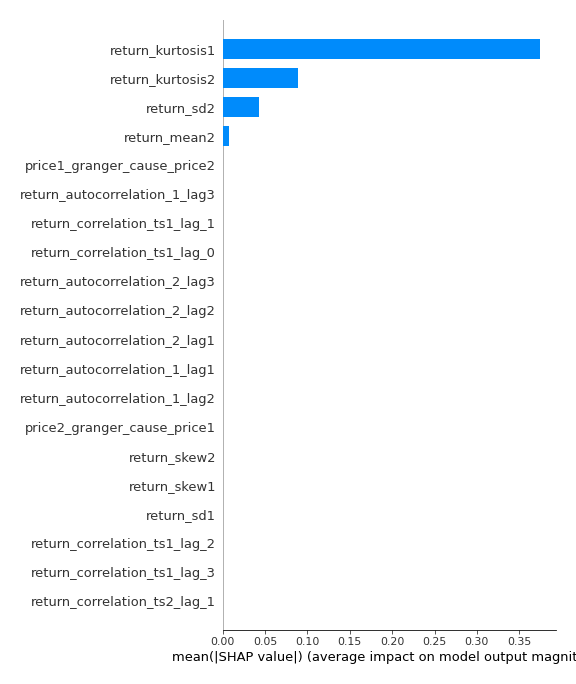 return_kurtosis1
return_kurtosis2
return_sd2
return_mean2
price1_granger_cause_price2
return_autocorrelation_1_lag3
return_correlation_ts1_lag_1
return_correlation_ts1_lag_0
return_autocorrelation_2_lag3
return_autocorrelation_2_lag2
return_autocorrelation_2_lag1
return_autocorrelation_1_lag1
return_autocorrelation_1_lag2
price2_granger_cause_price1
return_skew2
return_skew1
return_sd1
return_correlation_ts1_lag_2
return_correlation_ts1_lag_3
return_correlation_ts2_lag_1
0.00 0.05 0.10 0.15 0.20 0.25 0.30 0.35
mean(|SHAP value|) (average impact on model output magnit